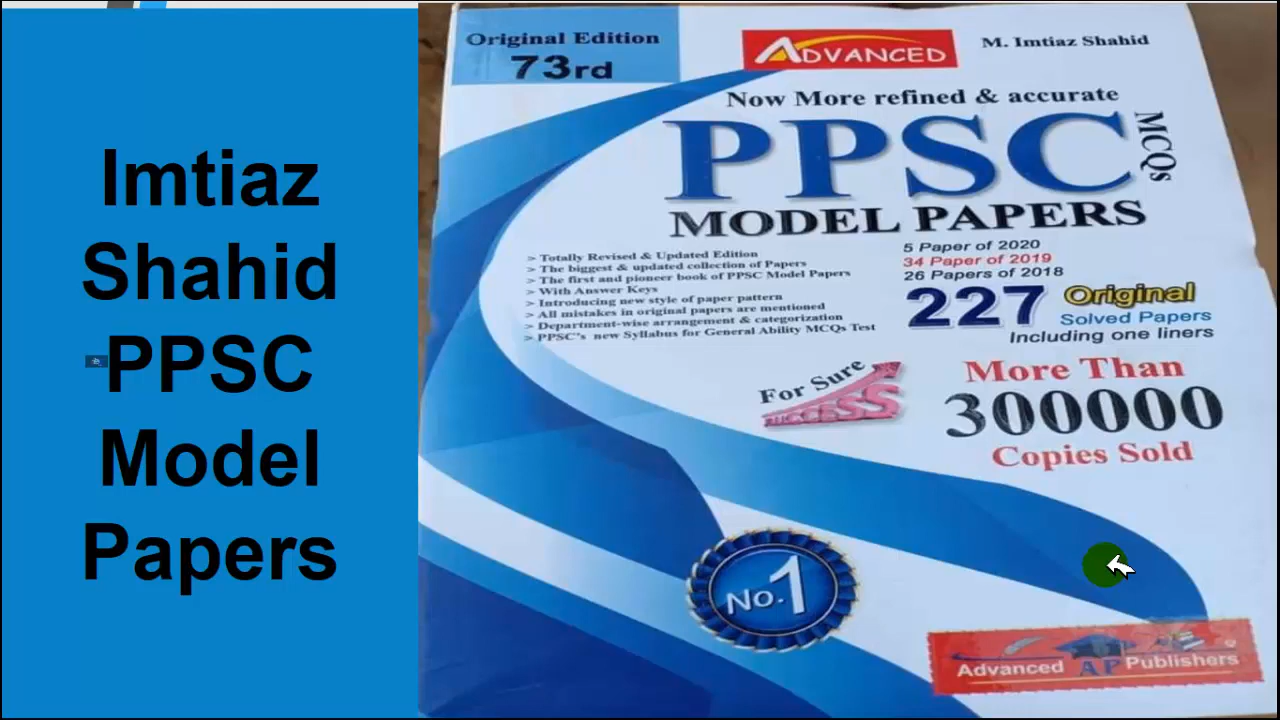 Imtiaz
Shahid
PPSC
Model
Papers
Original Edition
73rd
ADVANCED
M. Imtiaz Shahid
Now More refined & accurate
PPSC
MCQs
MODEL PAPERS
> Totally Revised & Updated Edition
> The biggest & updated collection of Papers
> The first and pioneer book of PPSC Model Papers
> With Answer Keys
> Introducing new style of paper pattern
> All mistakes in original papers are mentioned
> Department-wise arrangement & categorization
> PPSC's new Syllabus for General Ability MCQs Test
5 Paper of 2020
34 Paper of 2019
26 Papers of 2018
227 Original
Solved Papers
Including one liners
For Sure
SUCCESS
More Than
300000
Copies Sold
No.1
Advanced AP Publishers